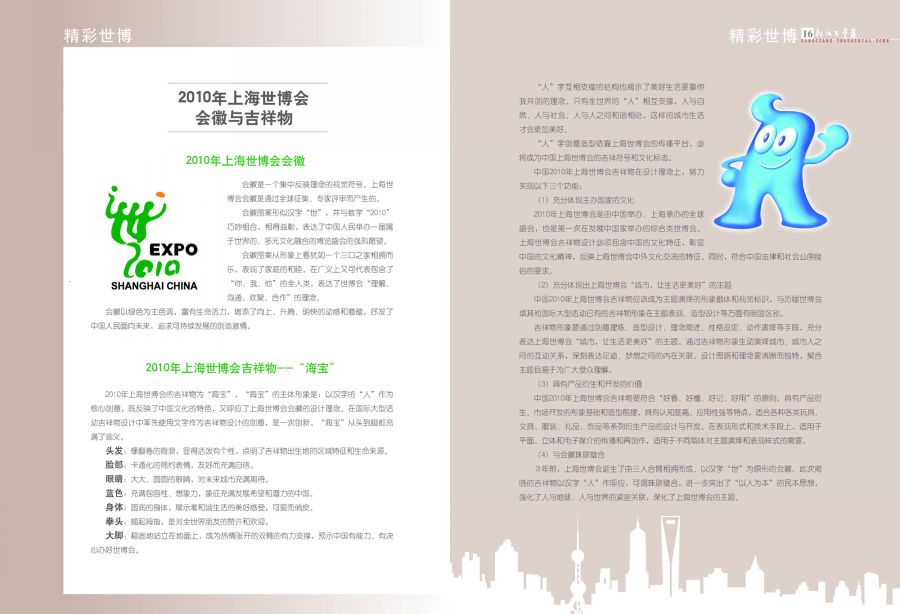 精彩世博
2010年上海世博会
会徽与吉祥物
2010年上海世博会会徽
EXPO
2010
SHANGHAI CHINA
会徽是一个集中反映理念的视觉符号。上海世
博会会徽是通过全球征集、专家评审而产生的。
会徽图案形似汉字“世”，并与数字“2010”
巧妙组合，相得益彰，表达了中国人民举办一届属
于世界的、多元文化融合的博览盛会的强烈愿望。
会徽图案从形象上看犹如一个三口之家相拥而
乐，表现了家庭的和睦。在广义上又可代表包含了
“你、我、他”的全人类，表达了世博会“理解、
沟通、欢聚、合作”的理念。
会徽以绿色为主色调，富有生命活力，增添了向上、升腾、明快的动感和意蕴，抒发了
中国人民面向未来，追求可持续发展的创造激情。
2010年上海世博会吉祥物--“海宝”
2010年上海世博会的吉祥物为“海宝”，“海宝”的主体形象是：以汉字的“人”作为
核心创意，既反映了中国文化的特色，又呼应了上海世博会会徽的设计理念。在国际大型活
动吉祥物设计中率先使用文字作为吉祥物设计的创意，是一次创新，“海宝”从头到脚都充
满了涵义。
头发：像翻卷的海浪，显得活泼有个性，点明了吉祥物出生地的区域特征和生命来源。
脸部：卡通化的简约表情，友好而充满自信。
眼睛：大大、圆圆的眼睛，对未来城市充满期待。
蓝色：充满包容性、想象力，象征充满发展希望和潜力的中国。
身体：圆润的身体，展示着和谐生活的美好感受，可爱而俏皮。
拳头：翘起拇指，是对全世界朋友的赞许和欢迎。
大脚：稳固地站立在地面上，成为热情张开的双臂的有力支撑，预示中国有能力、有决
心办好世博会。
精彩世博 16 松江工业区
SONGJIANG INDUSTRIAL ZONE
“人”字互相支撑的结构也揭示了美好生活要靠你
我共创的理念。只有全世界的“人”相互支撑，人与自
然、人与社会、人与人之间和谐相处，这样的城市生活
才会更加美好。
“人”字创意造型依靠上海世博会的传播平台，必
将成为中国上海世博会的吉祥符号和文化标志。
中国2010年上海世博会吉祥物在设计理念上，努力
实现以下三个功能：
（1）充分体现主办国家的文化
2010年上海世博会是由中国举办、上海承办的全球
盛会，也是第一次在发展中国家举办的综合类世博会。
上海世博会吉祥物设计必须包含中国的文化特征，彰显
中国的文化精神，反映上海世博会中外文化交流的特征。同时，符合中国法律和社会公序良
俗的要求。
（2）充分体现出上海世博会“城市，让生活更美好”的主题
中国2010年上海世博会吉祥物应该成为主题演绎的形象载体和视觉标识，与历届世博会
或其他国际大型活动已有的吉祥物形象在主题表现、造型设计等方面有明显区别。
吉祥物形象要通过创意提炼、造型设计、理念阐述、性格设定、动作演绎等手段，充分
表达上海世博会“城市，让生活更美好”的主题。通过吉祥物形象生动演绎城市、城市人之
间的互动关系，深刻表达足迹、梦想之间的内在关联。设计思路和理念要清晰而独特，契合
主题且易于为广大受众理解。
（3）具有产品衍生和开发的价值
中国2010年上海世博会吉祥物要符合“好看、好懂、好记、好用”的原则，具有产品衍
生、市场开发的形象基础和造型前提，具有认知度高、应用性强等特点，适合各种各类玩具、
文具、服装、礼品、饰品等系列衍生产品的设计与开发，在表现形式和技术手段上，适用于
平面、立体和电子媒介的传播和再创作，适用于不同载体对主题演绎和表现样式的需要。
（4）与会徽珠联璧合
3年前，上海世博会诞生了由三人合臂相拥而成、以汉字“世”为原形的会徽。此次揭
晓的吉祥物以汉字“人”作呼应，可谓珠联璧合，进一步突出了“以人为本”的民本思想，
强化了人与地球、人与世界的紧密关联，深化了上海世博会的主题。